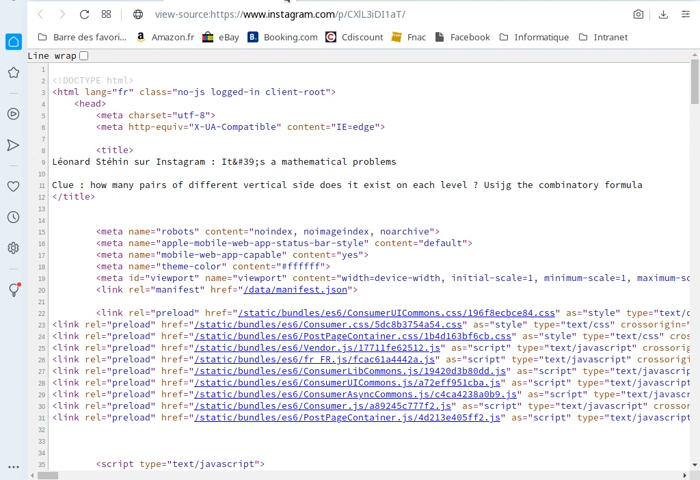 view-source:https://www.instagram.com/p/CXlL3iDI1aT/
Barre des favori... Amazon.fr eBay Booking.com Cdiscount Fnac Facebook Informatique Intranet
Line wrap
1
2 <!DOCTYPE html>
3 <html lang="fr" class="no-js logged-in client-root">
4 <head>
5 <meta charset="utf-8">
6 <meta http-equiv="X-UA-Compatible" content="IE=edge">
7
8 <title>
9 Léonard Stéhin sur Instagram : It&#39;s a mathematical problems
10
11 Clue : how many pairs of different vertical side does it exist on each level ? Usijg the combinatory formula
12 </title>
13
14
15 <meta name="robots" content="noindex, noimageindex, noarchive">
16 <meta name="apple-mobile-web-app-status-bar-style" content="default">
17 <meta name="mobile-web-app-capable" content="yes">
18 <meta name="theme-color" content="#ffffff">
19 <meta id="viewport" name="viewport" content="width=device-width, initial-scale=1, minimum-scale=1, maximum-sc
20 <link rel="manifest" href="/data/manifest.json">
21
22 <link rel="preload" href="/static/bundles/es6/ConsumerUICommons.css/196f8ecbce84.css" as="style" type="text/c
23 <link rel="preload" href="/static/bundles/es6/Consumer.css/5dc8b3754a54.css" as="style" type="text/css" crossorigin="
24 <link rel="preload" href="/static/bundles/es6/PostPageContainer.css/1b4d163bf6cb.css" as="style" type="text/css" cros
25 <link rel="preload" href="/static/bundles/es6/Vendor.js/17711fe62512.js" as="script" type="text/javascript" crossorig
26 <link rel="preload" href="/static/bundles/es6/fr_FR.js/fcac61a4442a.js" as="script" type="text/javascript" crossorigi
27 <link rel="preload" href="/static/bundles/es6/ConsumerLibCommons.js/19420d3b80dd.js" as="script" type="text/javascrip
28 <link rel="preload" href="/static/bundles/es6/ConsumerUICommons.js/a72eff951cba.js" as="script" type="text/javascript
29 <link rel="preload" href="/static/bundles/es6/ConsumerAsyncCommons.js/c4ca4238a0b9.js" as="script" type="text/javascr
30 <link rel="preload" href="/static/bundles/es6/Consumer.js/a89245c777f2.js" as="script" type="text/javascript" crossor
31 <link rel="preload" href="/static/bundles/es6/PostPageContainer.js/4d213e405ff2.js" as="script" type="text/javascript
32
33
34
35 <script type="text/javascript">